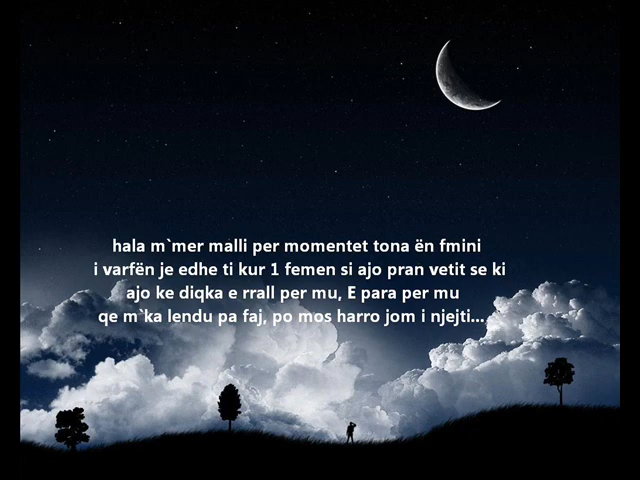 hala m`mer malli per momentet tona ën fmini
i varfën je edhe ti kur 1 femen si ajo pran vetit se ki
ajo ke diqka e rrall per mu, E para per mu
qe m`ka lendu pa faj, po mos harro jom i njejti...